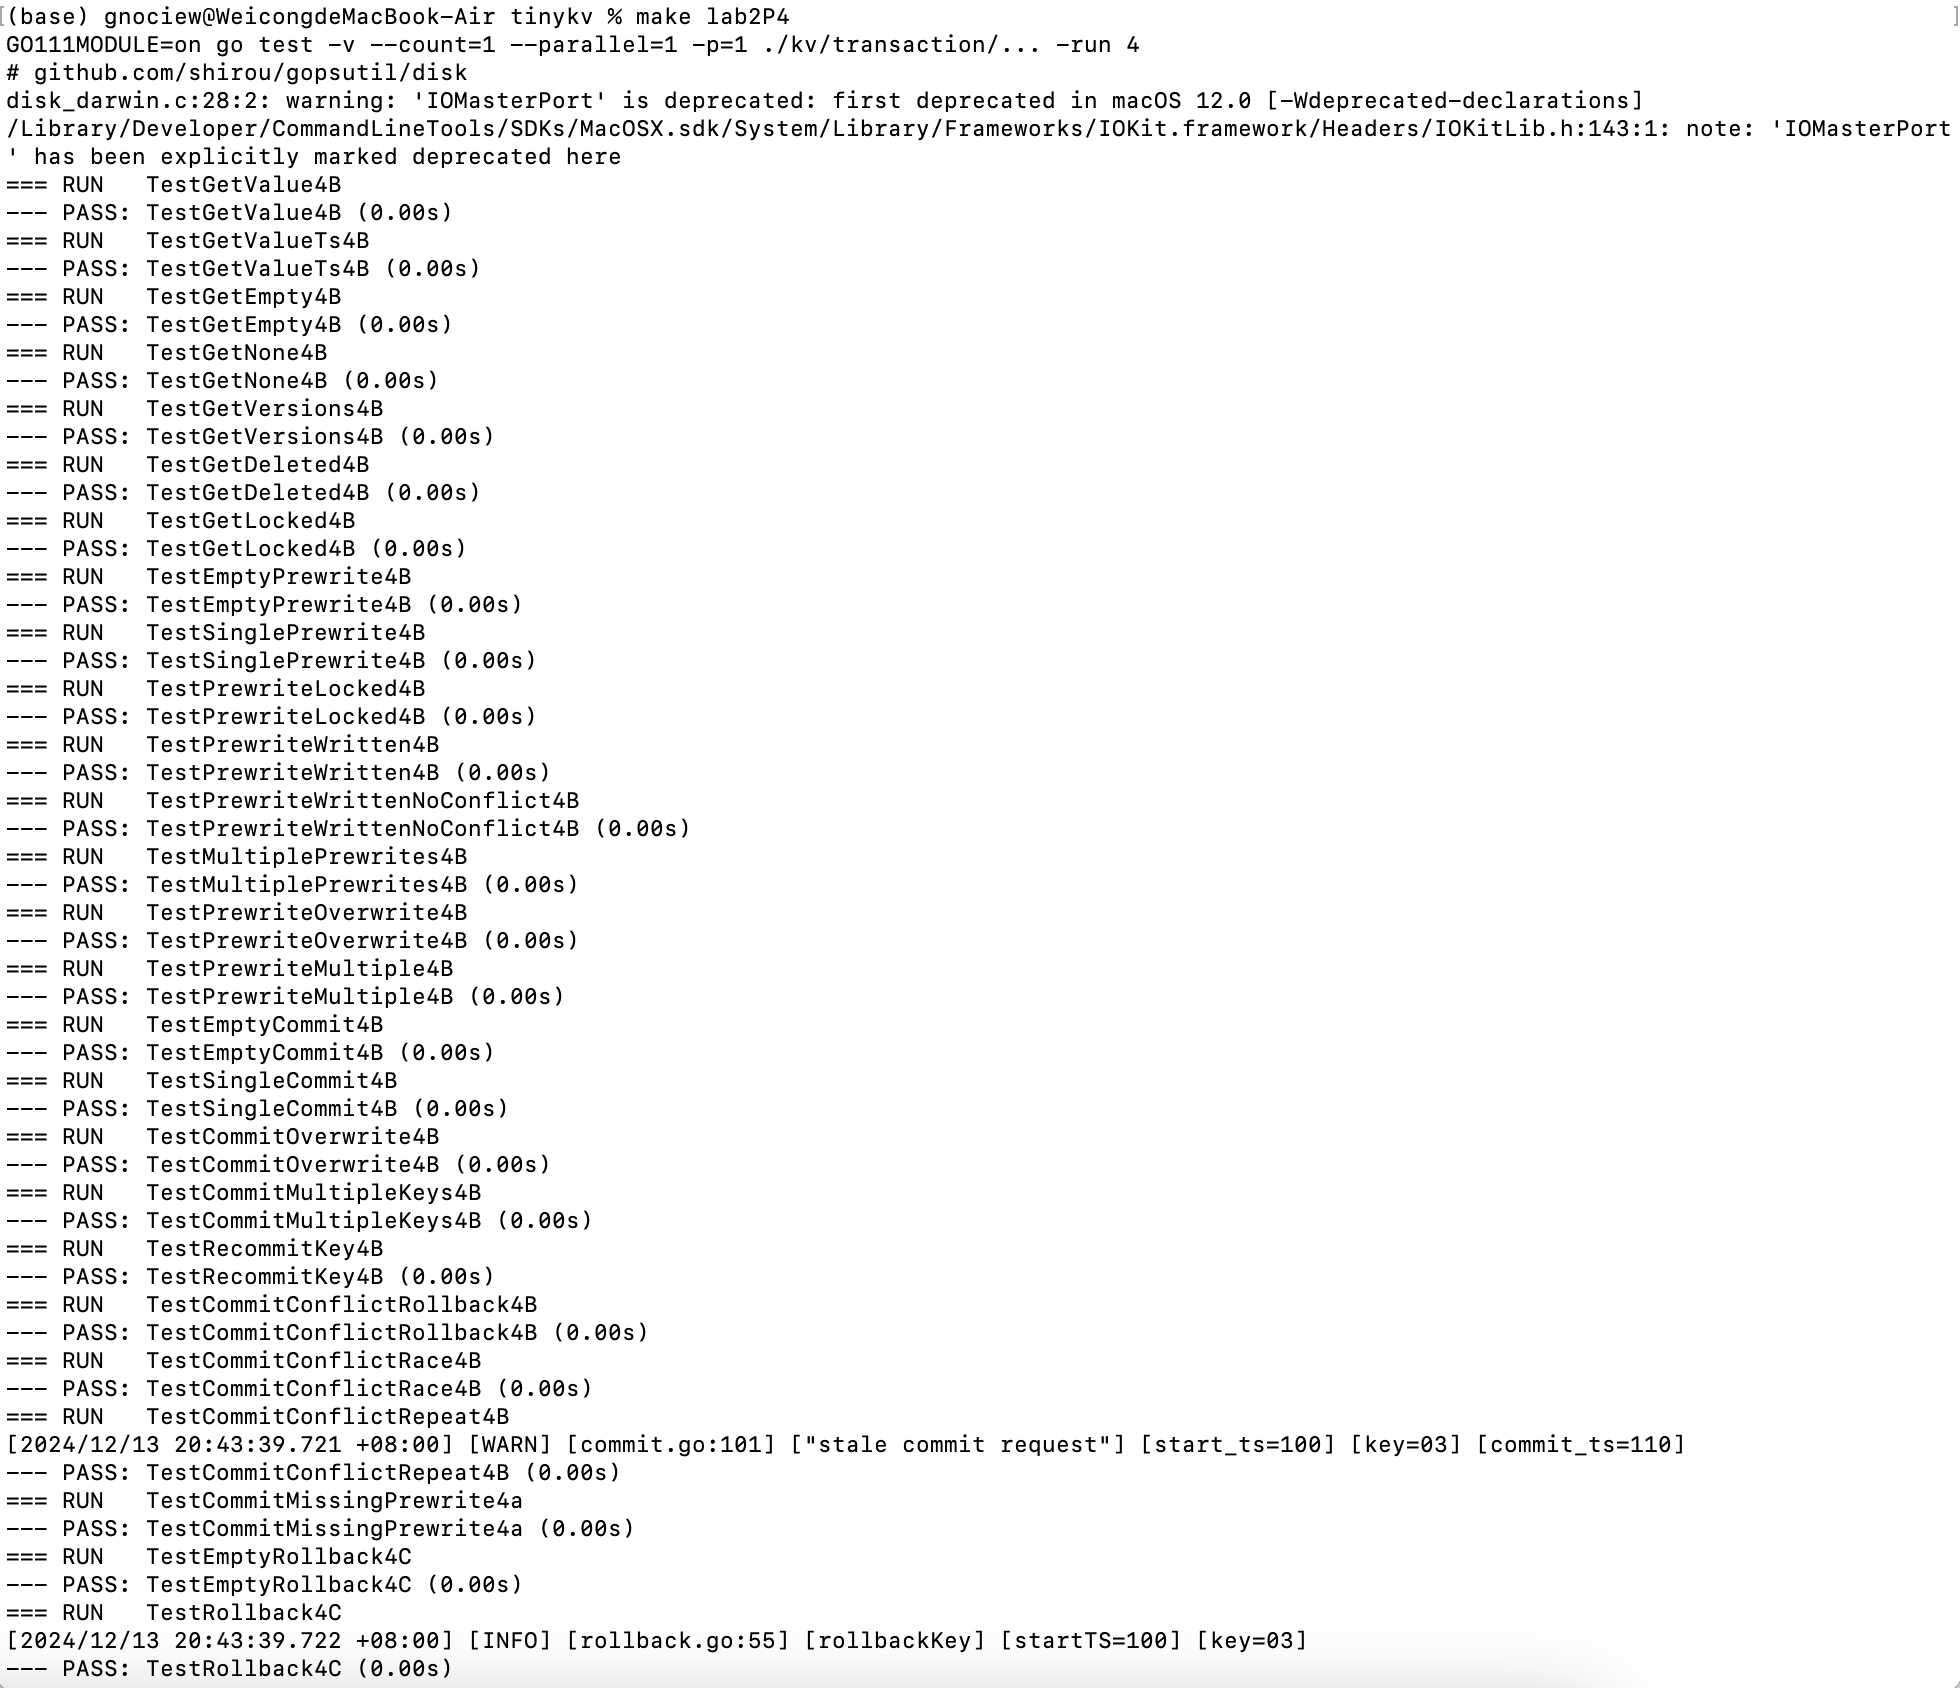 [(base) gnociew@WeicongdeMacBook-Air tinykv % make lab2P4 ]
GO111MODULE=on go test -v --count=1 --parallel=1 -p=1 ./kv/transaction/... -run 4
# github.com/shirou/gopsutil/disk
disk_darwin.c:28:2: warning: 'IOMasterPort' is deprecated: first deprecated in macOS 12.0 [-Wdeprecated-declarations]
/Library/Developer/CommandLineTools/SDKs/MacOSX.sdk/System/Library/Frameworks/IOKit.framework/Headers/IOKitLib.h:143:1: note: 'IOMasterPort
' has been explicitly marked deprecated here
=== RUN   TestGetValue4B
--- PASS: TestGetValue4B (0.00s)
=== RUN   TestGetValueTs4B
--- PASS: TestGetValueTs4B (0.00s)
=== RUN   TestGetEmpty4B
--- PASS: TestGetEmpty4B (0.00s)
=== RUN   TestGetNone4B
--- PASS: TestGetNone4B (0.00s)
=== RUN   TestGetVersions4B
--- PASS: TestGetVersions4B (0.00s)
=== RUN   TestGetDeleted4B
--- PASS: TestGetDeleted4B (0.00s)
=== RUN   TestGetLocked4B
--- PASS: TestGetLocked4B (0.00s)
=== RUN   TestEmptyPrewrite4B
--- PASS: TestEmptyPrewrite4B (0.00s)
=== RUN   TestSinglePrewrite4B
--- PASS: TestSinglePrewrite4B (0.00s)
=== RUN   TestPrewriteLocked4B
--- PASS: TestPrewriteLocked4B (0.00s)
=== RUN   TestPrewriteWritten4B
--- PASS: TestPrewriteWritten4B (0.00s)
=== RUN   TestPrewriteWrittenNoConflict4B
--- PASS: TestPrewriteWrittenNoConflict4B (0.00s)
=== RUN   TestMultiplePrewrites4B
--- PASS: TestMultiplePrewrites4B (0.00s)
=== RUN   TestPrewriteOverwrite4B
--- PASS: TestPrewriteOverwrite4B (0.00s)
=== RUN   TestPrewriteMultiple4B
--- PASS: TestPrewriteMultiple4B (0.00s)
=== RUN   TestEmptyCommit4B
--- PASS: TestEmptyCommit4B (0.00s)
=== RUN   TestSingleCommit4B
--- PASS: TestSingleCommit4B (0.00s)
=== RUN   TestCommitOverwrite4B
--- PASS: TestCommitOverwrite4B (0.00s)
=== RUN   TestCommitMultipleKeys4B
--- PASS: TestCommitMultipleKeys4B (0.00s)
=== RUN   TestRecommitKey4B
--- PASS: TestRecommitKey4B (0.00s)
=== RUN   TestCommitConflictRollback4B
--- PASS: TestCommitConflictRollback4B (0.00s)
=== RUN   TestCommitConflictRace4B
--- PASS: TestCommitConflictRace4B (0.00s)
=== RUN   TestCommitConflictRepeat4B
[2024/12/13 20:43:39.721 +08:00] [WARN] [commit.go:101] ["stale commit request"] [start_ts=100] [key=03] [commit_ts=110]
--- PASS: TestCommitConflictRepeat4B (0.00s)
=== RUN   TestCommitMissingPrewrite4a
--- PASS: TestCommitMissingPrewrite4a (0.00s)
=== RUN   TestEmptyRollback4C
--- PASS: TestEmptyRollback4C (0.00s)
=== RUN   TestRollback4C
[2024/12/13 20:43:39.722 +08:00] [INFO] [rollback.go:55] [rollbackKey] [startTS=100] [key=03]
--- PASS: TestRollback4C (0.00s)